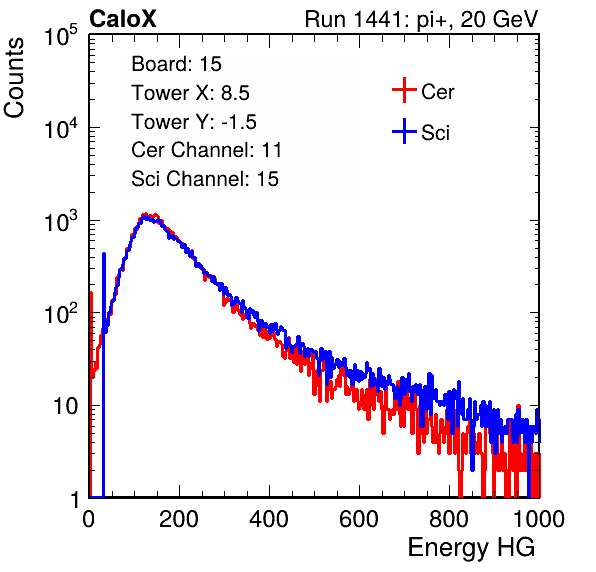 CaloX Run 1441: pi+, 20 GeV
Counts
Board: 15
Tower X: 8.5
Tower Y: -1.5
Cer Channel: 11
Sci Channel: 15
Cer
Sci
10^5
10^4
10^3
10^2
10
1
0 200 400 600 800 1000
Energy HG